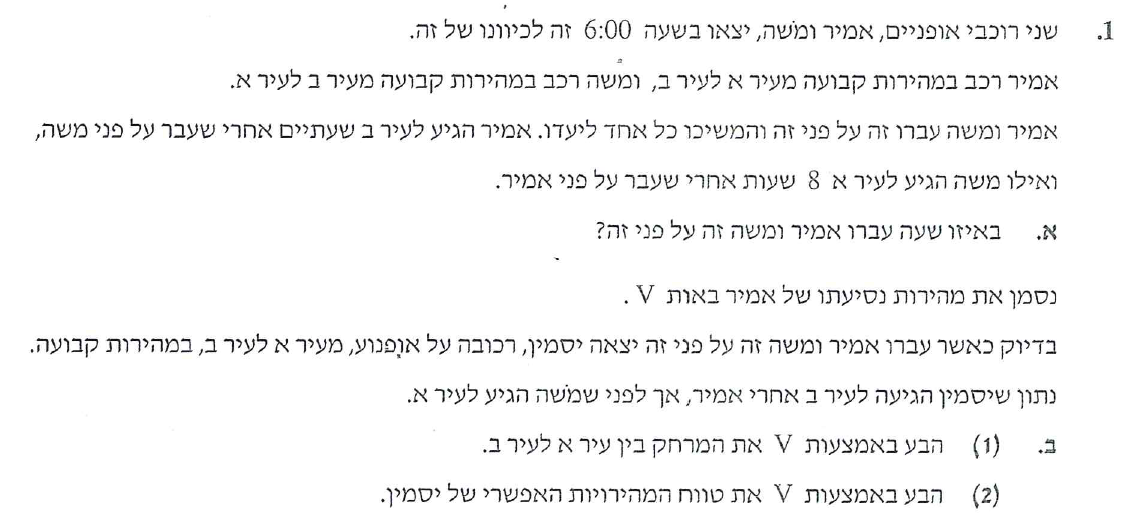 1. שני רוכבי אופניים, אמיר ומשה, יצאו בשעה 6:00 זה לכיוונו של זה.
אמיר רכב במהירות קבועה מעיר א לעיר ב, ומשה רכב במהירות קבועה מעיר ב לעיר א.
אמיר ומשה עברו זה על פני זה והמשיכו כל אחד ליעדו. אמיר הגיע לעיר ב שעתיים אחרי שעבר על פני משה,
ואילו משה הגיע לעיר א 8 שעות אחרי שעבר על פני אמיר.
א. באיזו שעה עברו אמיר ומשה זה על פני זה?
נסמן את מהירות נסיעתו של אמיר באות V .
בדיוק כאשר עברו אמיר ומשה זה על פני זה יצאה יסמין, רכובה על אופנוע, מעיר א לעיר ב, במהירות קבועה.
נתון שיסמין הגיעה לעיר ב אחרי אמיר, אך לפני שמשה הגיע לעיר א.
ב. (1) הבע באמצעות V את המרחק בין עיר א לעיר ב.
(2) הבע באמצעות V את טווח המהירויות האפשרי של יסמין.